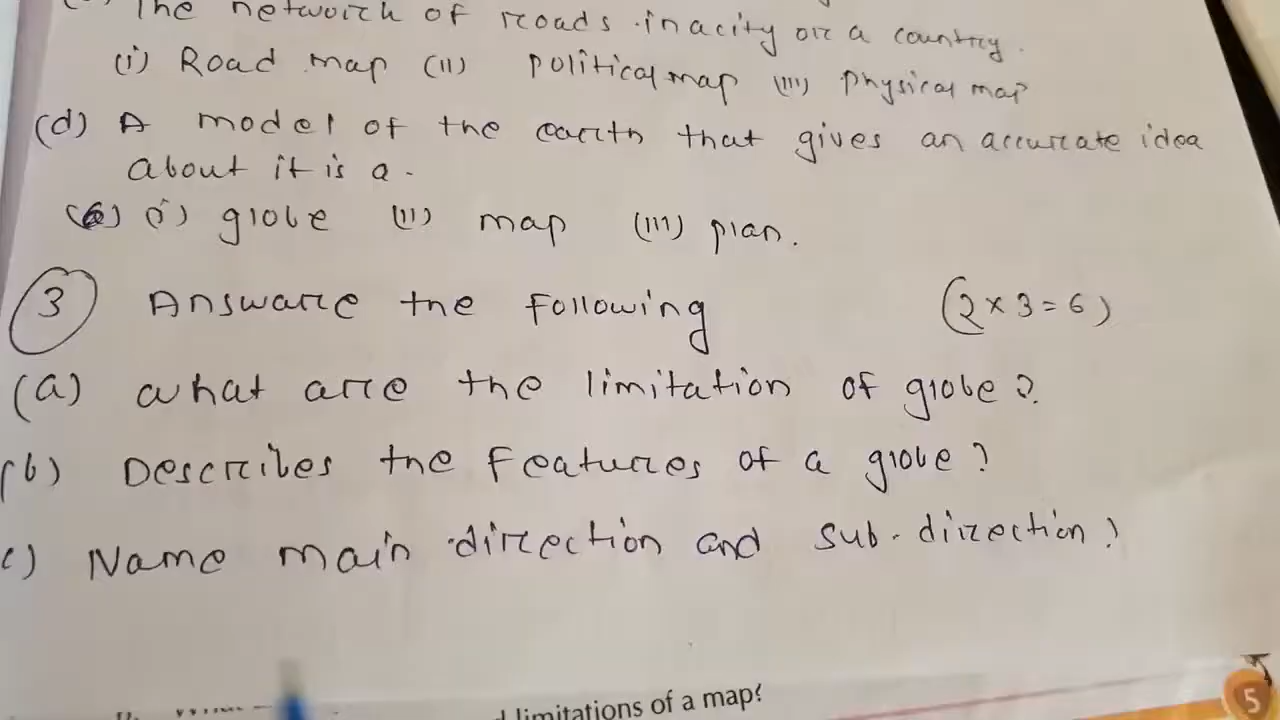 The network of roads in a city or a country.
(i) Road map (ii) political map (iii) physical map
(d) A model of the earth that gives an accurate idea
about it is a.
(i) globe (ii) map (iii) plan.
3 Answare the following (2 x 3 = 6)
(a) what are the limitation of globe?
(b) Describes the features of a globe?
c) Name main direction and sub-direction?
limitations of a map?
5